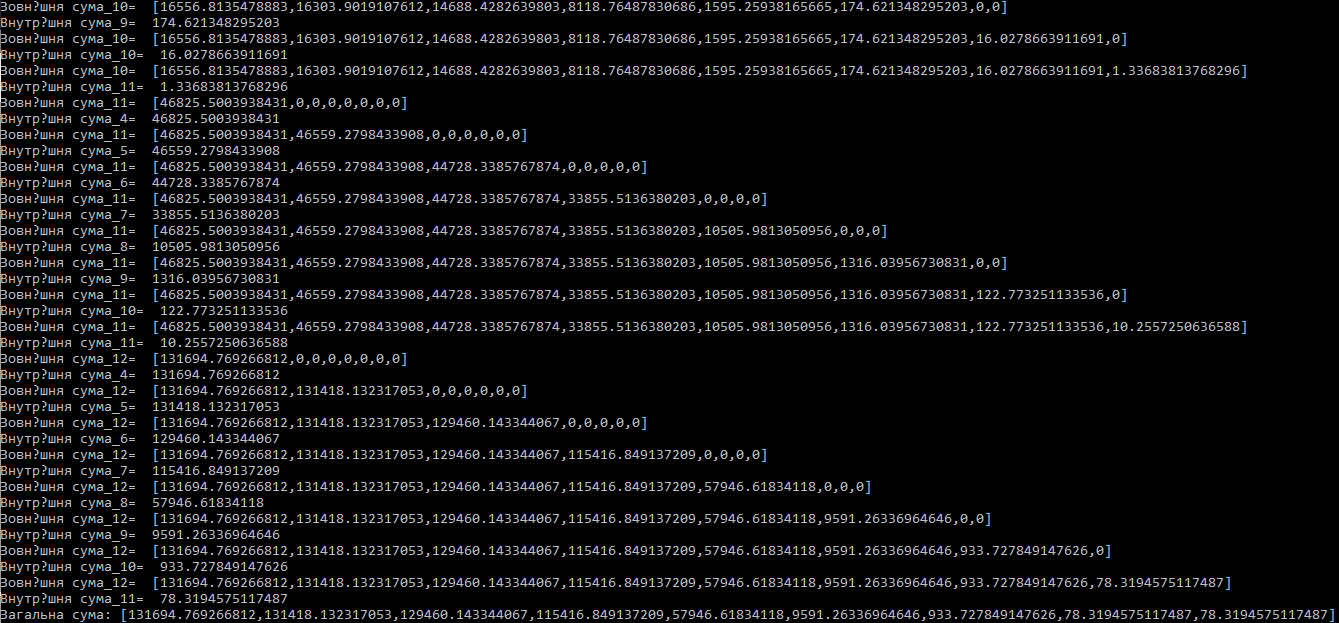 Зовн?шня сума_10=  [16556.8135478883,16303.9019107612,14688.4282639803,8118.76487830686,1595.25938165665,174.621348295203,0,0]
Внутр?шня сума_9=  174.621348295203
Зовн?шня сума_10=  [16556.8135478883,16303.9019107612,14688.4282639803,8118.76487830686,1595.25938165665,174.621348295203,16.0278663911691,0]
Внутр?шня сума_10=  16.0278663911691
Зовн?шня сума_10=  [16556.8135478883,16303.9019107612,14688.4282639803,8118.76487830686,1595.25938165665,174.621348295203,16.0278663911691,1.33683813768296]
Внутр?шня сума_11=  1.33683813768296
Зовн?шня сума_11=  [46825.5003938431,0,0,0,0,0,0,0]
Внутр?шня сума_4=  46825.5003938431
Зовн?шня сума_11=  [46825.5003938431,46559.2798433908,0,0,0,0,0,0]
Внутр?шня сума_5=  46559.2798433908
Зовн?шня сума_11=  [46825.5003938431,46559.2798433908,44728.3385767874,0,0,0,0,0]
Внутр?шня сума_6=  44728.3385767874
Зовн?шня сума_11=  [46825.5003938431,46559.2798433908,44728.3385767874,33855.5136380203,0,0,0,0]
Внутр?шня сума_7=  33855.5136380203
Зовн?шня сума_11=  [46825.5003938431,46559.2798433908,44728.3385767874,33855.5136380203,10505.9813050956,0,0,0]
Внутр?шня сума_8=  10505.9813050956
Зовн?шня сума_11=  [46825.5003938431,46559.2798433908,44728.3385767874,33855.5136380203,10505.9813050956,1316.03956730831,0,0]
Внутр?шня сума_9=  1316.03956730831
Зовн?шня сума_11=  [46825.5003938431,46559.2798433908,44728.3385767874,33855.5136380203,10505.9813050956,1316.03956730831,122.773251133536,0]
Внутр?шня сума_10=  122.773251133536
Зовн?шня сума_11=  [46825.5003938431,46559.2798433908,44728.3385767874,33855.5136380203,10505.9813050956,1316.03956730831,122.773251133536,10.2557250636588]
Внутр?шня сума_11=  10.2557250636588
Зовн?шня сума_12=  [131694.769266812,0,0,0,0,0,0,0]
Внутр?шня сума_4=  131694.769266812
Зовн?шня сума_12=  [131694.769266812,131418.132317053,0,0,0,0,0,0]
Внутр?шня сума_5=  131418.132317053
Зовн?шня сума_12=  [131694.769266812,131418.132317053,129460.143344067,0,0,0,0,0]
Внутр?шня сума_6=  129460.143344067
Зовн?шня сума_12=  [131694.769266812,131418.132317053,129460.143344067,115416.849137209,0,0,0,0]
Внутр?шня сума_7=  115416.849137209
Зовн?шня сума_12=  [131694.769266812,131418.132317053,129460.143344067,115416.849137209,57946.61834118,0,0,0]
Внутр?шня сума_8=  57946.61834118
Зовн?шня сума_12=  [131694.769266812,131418.132317053,129460.143344067,115416.849137209,57946.61834118,9591.26336964646,0,0]
Внутр?шня сума_9=  9591.26336964646
Зовн?шня сума_12=  [131694.769266812,131418.132317053,129460.143344067,115416.849137209,57946.61834118,9591.26336964646,933.727849147626,0]
Внутр?шня сума_10=  933.727849147626
Зовн?шня сума_12=  [131694.769266812,131418.132317053,129460.143344067,115416.849137209,57946.61834118,9591.26336964646,933.727849147626,78.3194575117487]
Внутр?шня сума_11=  78.3194575117487
Загальна сума: [131694.769266812,131418.132317053,129460.143344067,115416.849137209,57946.61834118,9591.26336964646,933.727849147626,78.3194575117487,78.3194575117487]